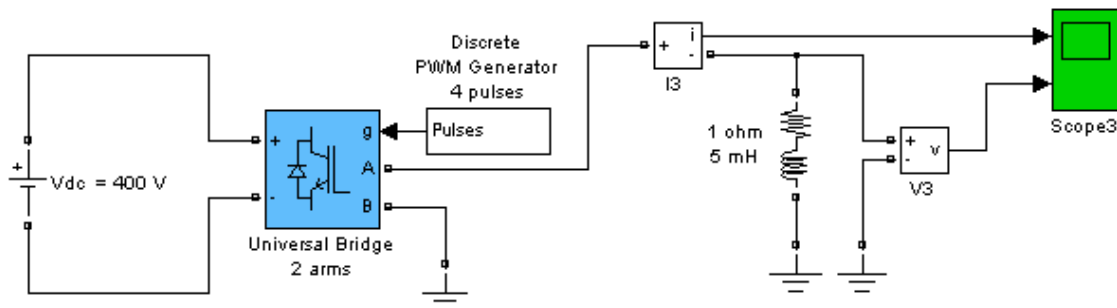 Discrete
PWM Generator
4 pulses
Pulses
g
A
B
+
-
Universal Bridge
2 arms
+
Vdc = 400 V
+
i
-
I3
1 ohm
5 mH
+
-
v
V3
Scope3